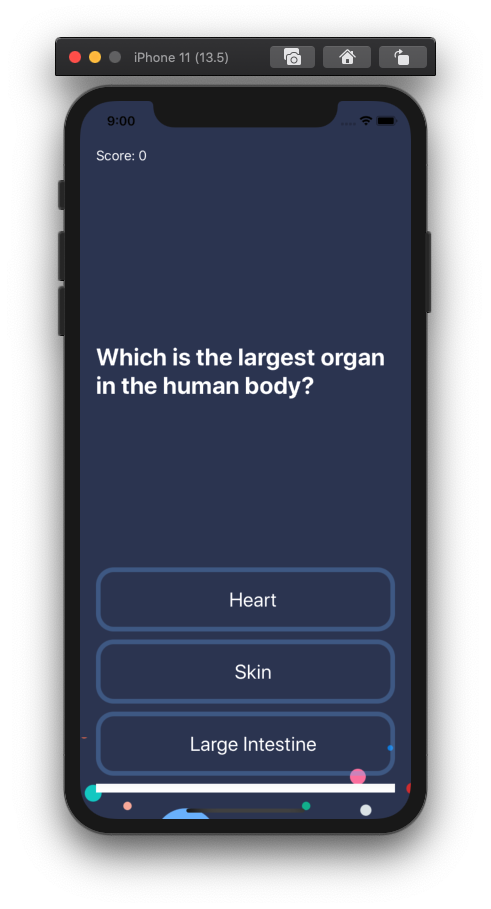 iPhone 11 (13.5)
9:00
Score: 0
Which is the largest organ
in the human body?
Heart
Skin
Large Intestine